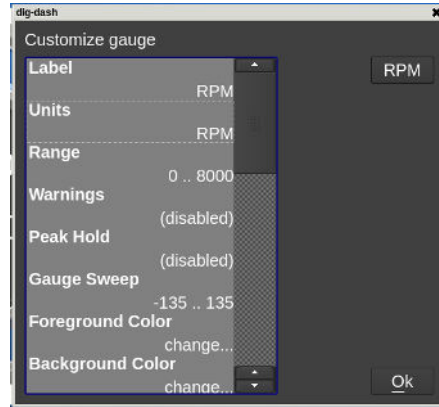 dig-dash
Customize gauge
Label
RPM
RPM
Units
RPM
Range
0 .. 8000
Warnings
(disabled)
Peak Hold
(disabled)
Gauge Sweep
-135 .. 135
Foreground Color
change...
Background Color
change...
Ok